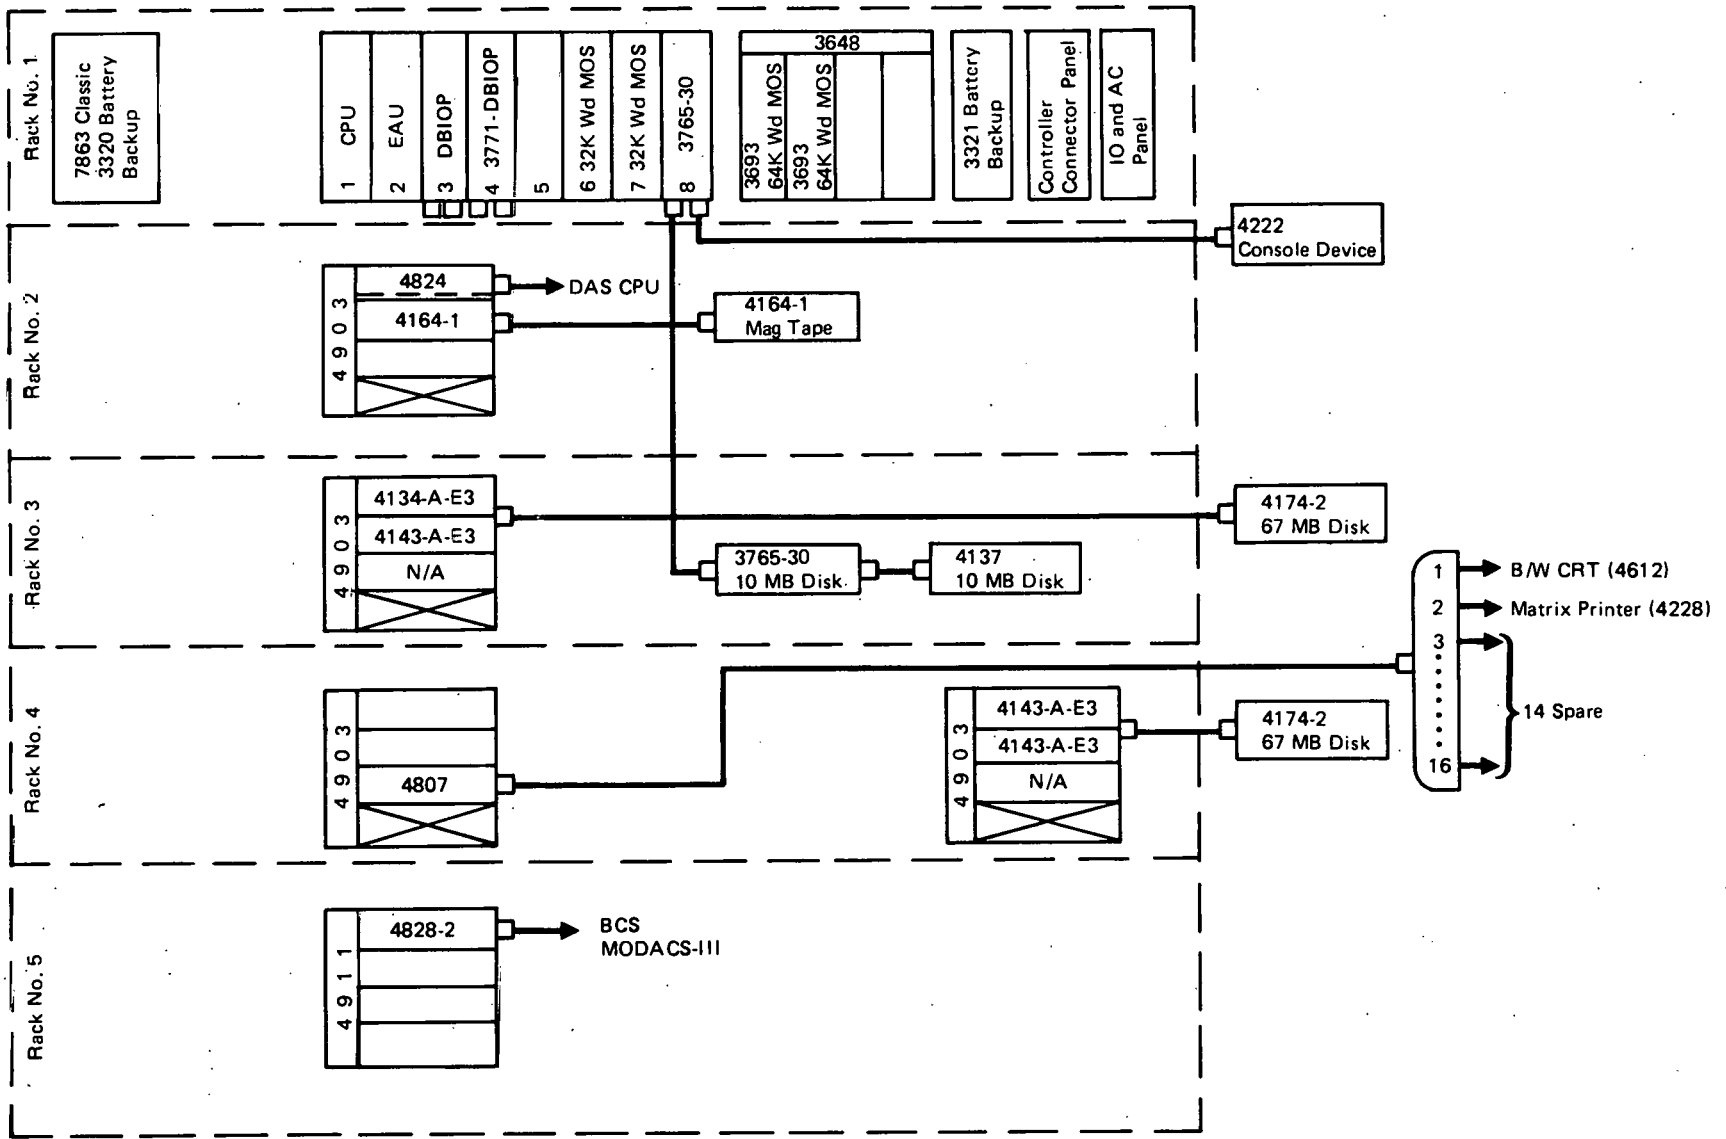 Rack No. 1
7863 Classic
3320 Battery
Backup
1 CPU
2 EAU
3 DBIOP
4 3771-DBIOP
5
6 32K Wd MOS
7 32K Wd MOS
8 3765-30
3648
3693
64K Wd MOS
3693
64K Wd MOS
3321 Battery
Backup
Controller
Connector Panel
IO and AC
Panel
4222
Console Device
Rack No. 2
4903
4824
DAS CPU
4164-1
4164-1
Mag Tape
Rack No. 3
4903
4134-A-E3
4143-A-E3
N/A
4174-2
67 MB Disk
3765-30
10 MB Disk
4137
10 MB Disk
1
B/W CRT (4612)
2
Matrix Printer (4228)
3
14 Spare
16
Rack No. 4
4903
4807
4903
4143-A-E3
4143-A-E3
N/A
4174-2
67 MB Disk
Rack No. 5
4911
4828-2
BCS
MODACS-III